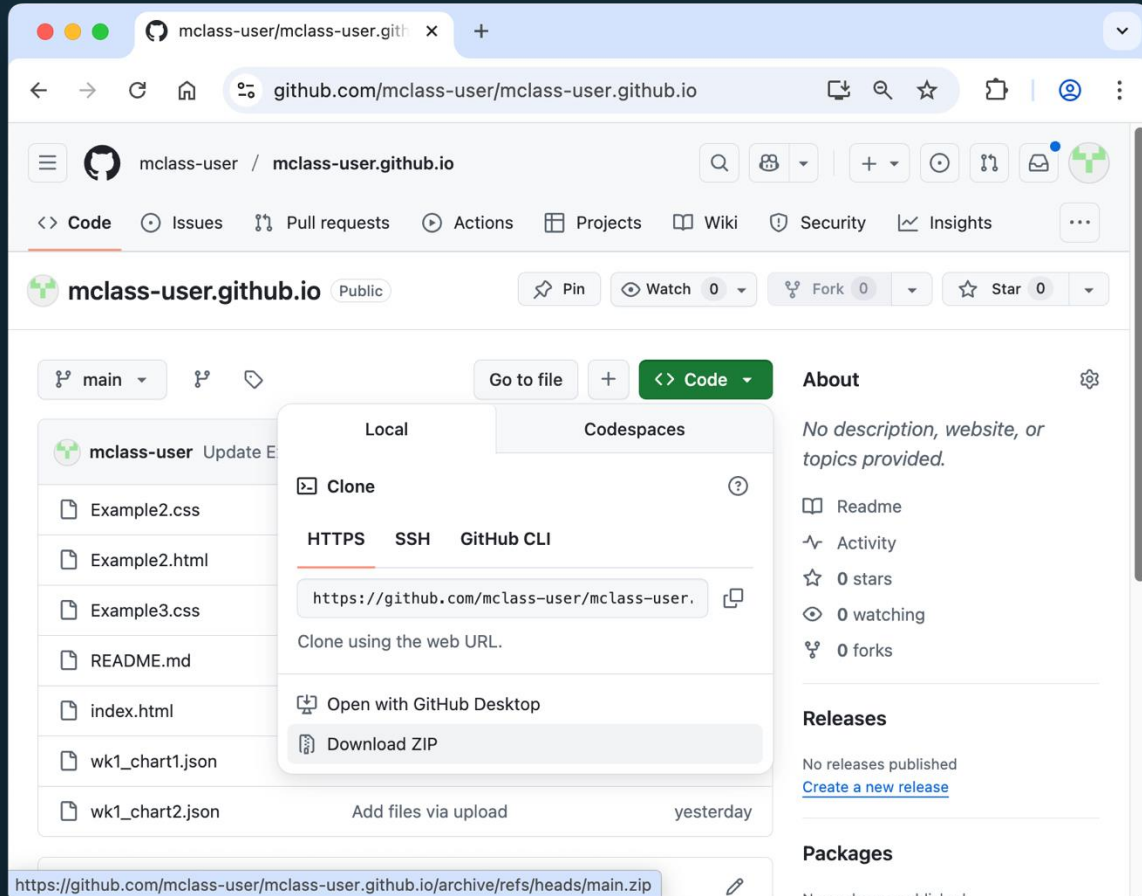 mclass-user/mclass-user.gith
github.com/mclass-user/mclass-user.github.io
mclass-user / mclass-user.github.io
Code Issues Pull requests Actions Projects Wiki Security Insights
mclass-user.github.io Public Pin Watch 0 Fork 0 Star 0
main Go to file + Code
mclass-user Update E
Example2.css
Example2.html
Example3.css
README.md
index.html
wk1_chart1.json
wk1_chart2.json Add files via upload yesterday
Local Codespaces
Clone
HTTPS SSH GitHub CLI
https://github.com/mclass-user/mclass-user.
Clone using the web URL.
Open with GitHub Desktop
Download ZIP
About
No description, website, or
topics provided.
Readme
Activity
0 stars
0 watching
0 forks
Releases
No releases published
Create a new release
Packages
https://github.com/mclass-user/mclass-user.github.io/archive/refs/heads/main.zip